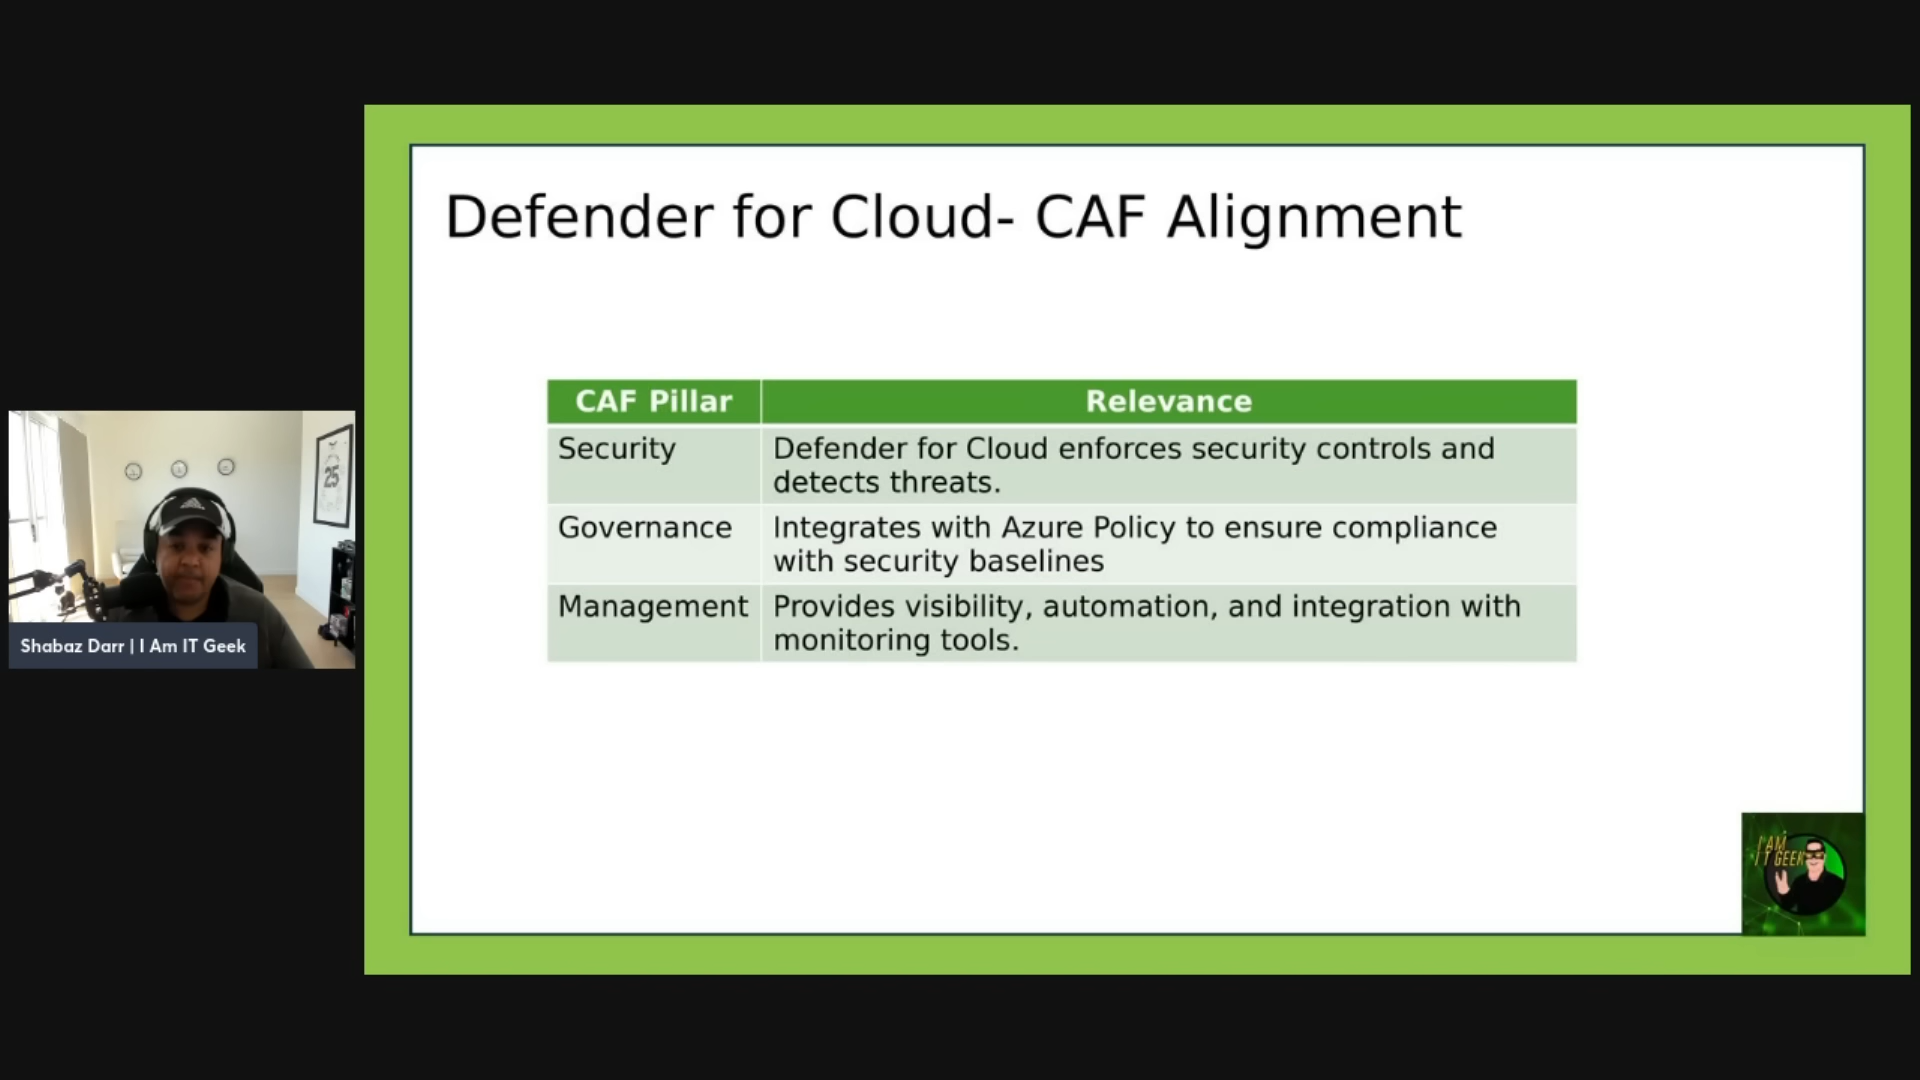 Defender for Cloud- CAF Alignment
CAF Pillar
Relevance
Security
Defender for Cloud enforces security controls and
detects threats.
Governance
Integrates with Azure Policy to ensure compliance
with security baselines
Management
Provides visibility, automation, and integration with
monitoring tools.
Shabaz Darr | I Am IT Geek
25
I AM
IT GEEK